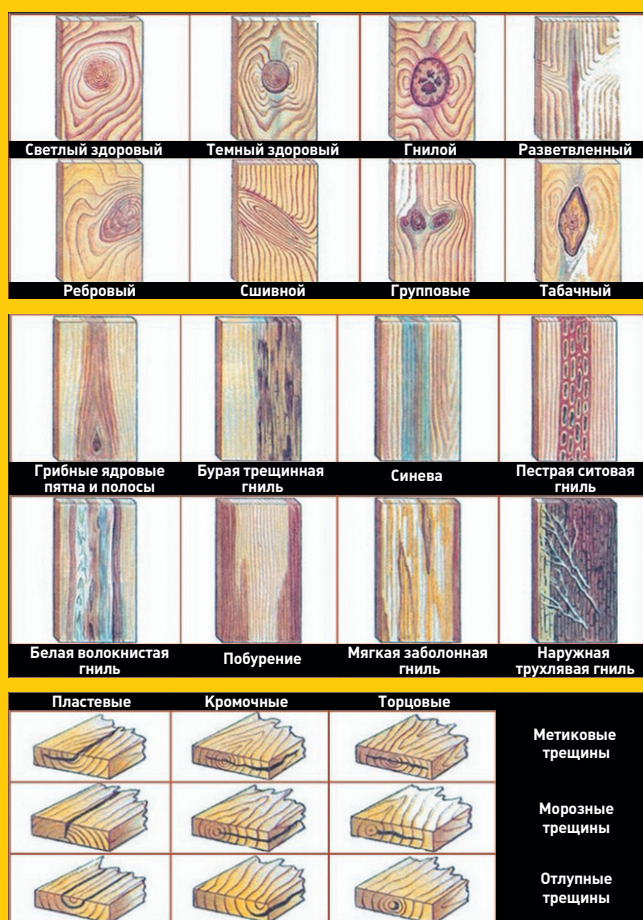 Светлый здоровый
Темный здоровый
Гнилой
Разветвленный
Ребровый
Сшивной
Групповые
Табачный
Грибные ядровые
пятна и полосы
Бурая трещинная
гниль
Синева
Пестрая ситовая
гниль
Белая волокнистая
гниль
Побурение
Мягкая заболонная
гниль
Наружная
трухлявая гниль
Пластевые
Кромочные
Торцовые
Метиковые
трещины
Морозные
трещины
Отлупные
трещины